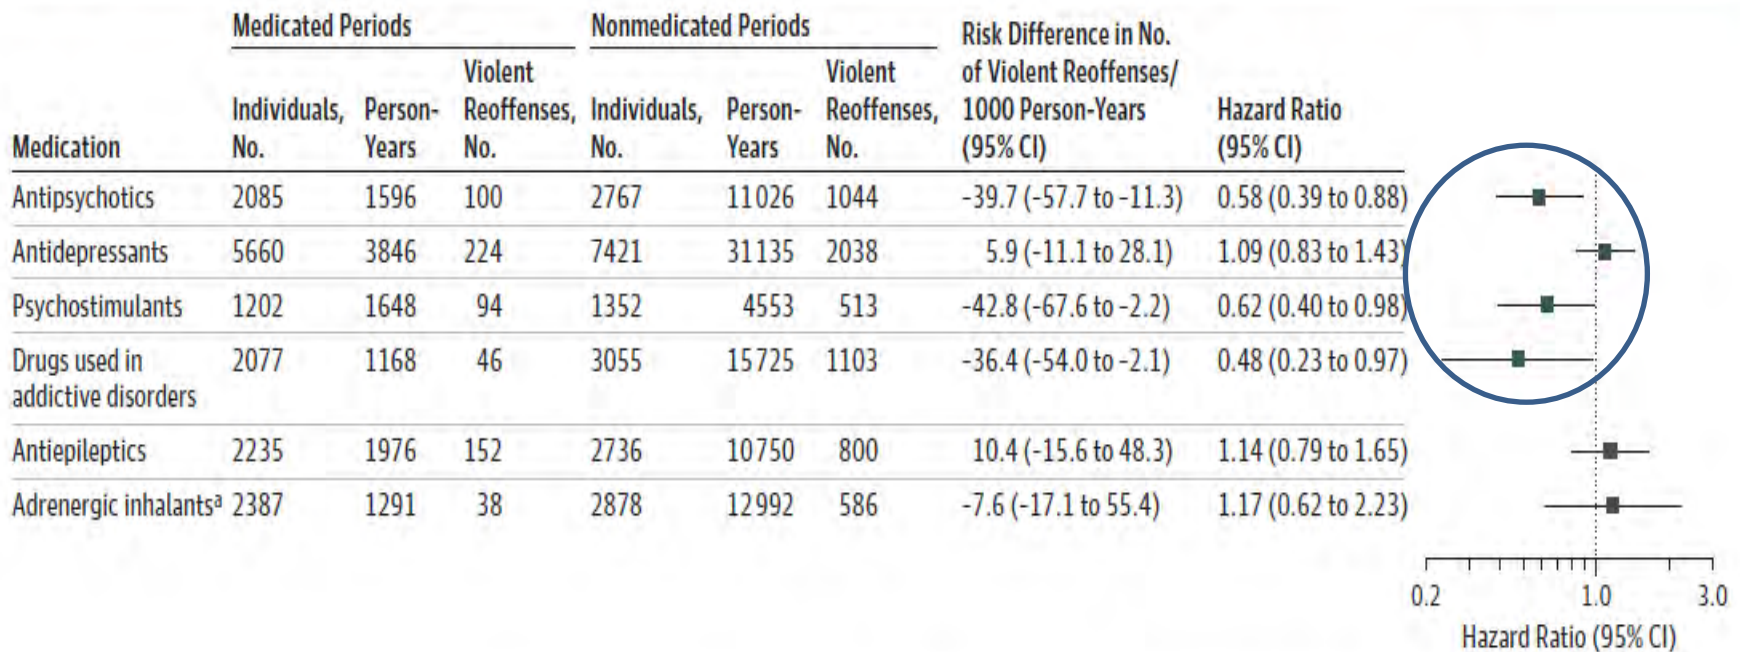 Medicated Periods Nonmedicated Periods Risk Difference in No.
Violent Violent of Violent Reoffenses/
Individuals, Person- Reoffenses, Individuals, Person- Reoffenses, 1000 Person-Years Hazard Ratio
Medication No. Years No. No. Years No. (95% CI) (95% CI)
Antipsychotics 2085 1596 100 2767 11026 1044 -39.7 (-57.7 to -11.3) 0.58 (0.39 to 0.88)
Antidepressants 5660 3846 224 7421 31135 2038 5.9 (-11.1 to 28.1) 1.09 (0.83 to 1.43)
Psychostimulants 1202 1648 94 1352 4553 513 -42.8 (-67.6 to -2.2) 0.62 (0.40 to 0.98)
Drugs used in 2077 1168 46 3055 15725 1103 -36.4 (-54.0 to -2.1) 0.48 (0.23 to 0.97)
addictive disorders
Antiepileptics 2235 1976 152 2736 10750 800 10.4 (-15.6 to 48.3) 1.14 (0.79 to 1.65)
Adrenergic inhalantsᵃ 2387 1291 38 2878 12992 586 -7.6 (-17.1 to 55.4) 1.17 (0.62 to 2.23)
0.2 1.0 3.0
Hazard Ratio (95% CI)